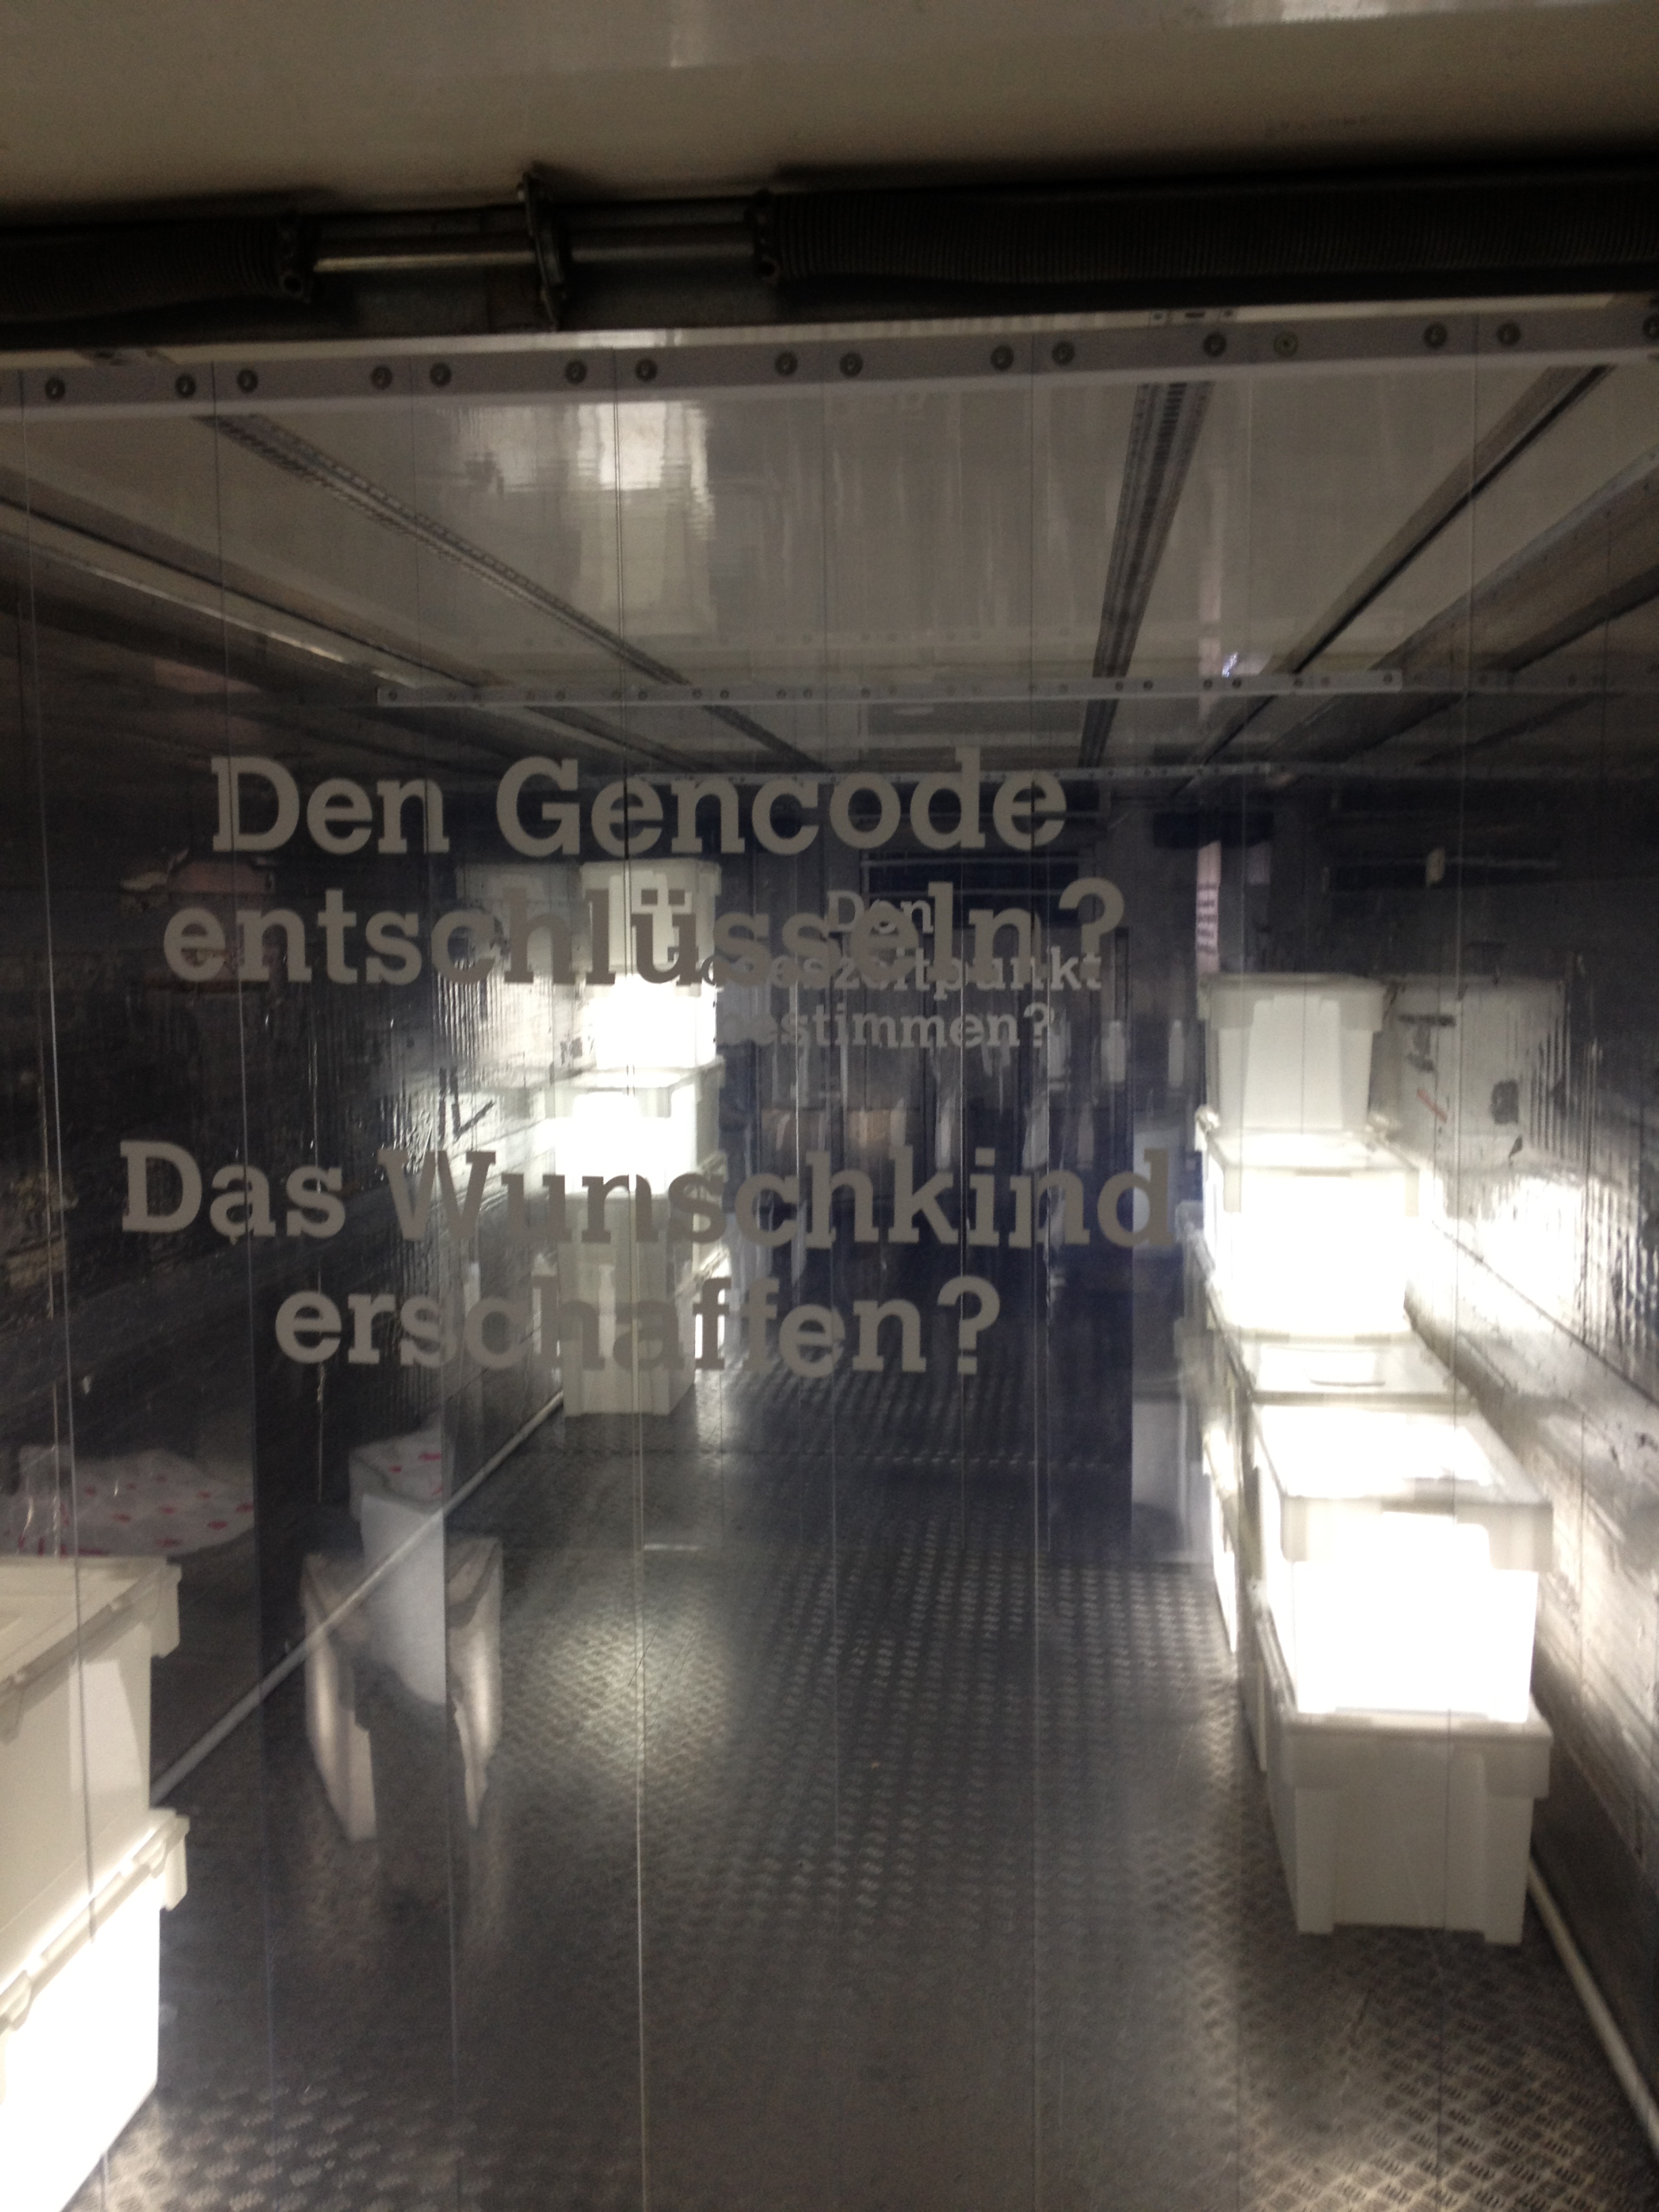 Den Gencode
entschlüsseln?
Das Wunschkind
erschaffen?
Den
bestimmen?